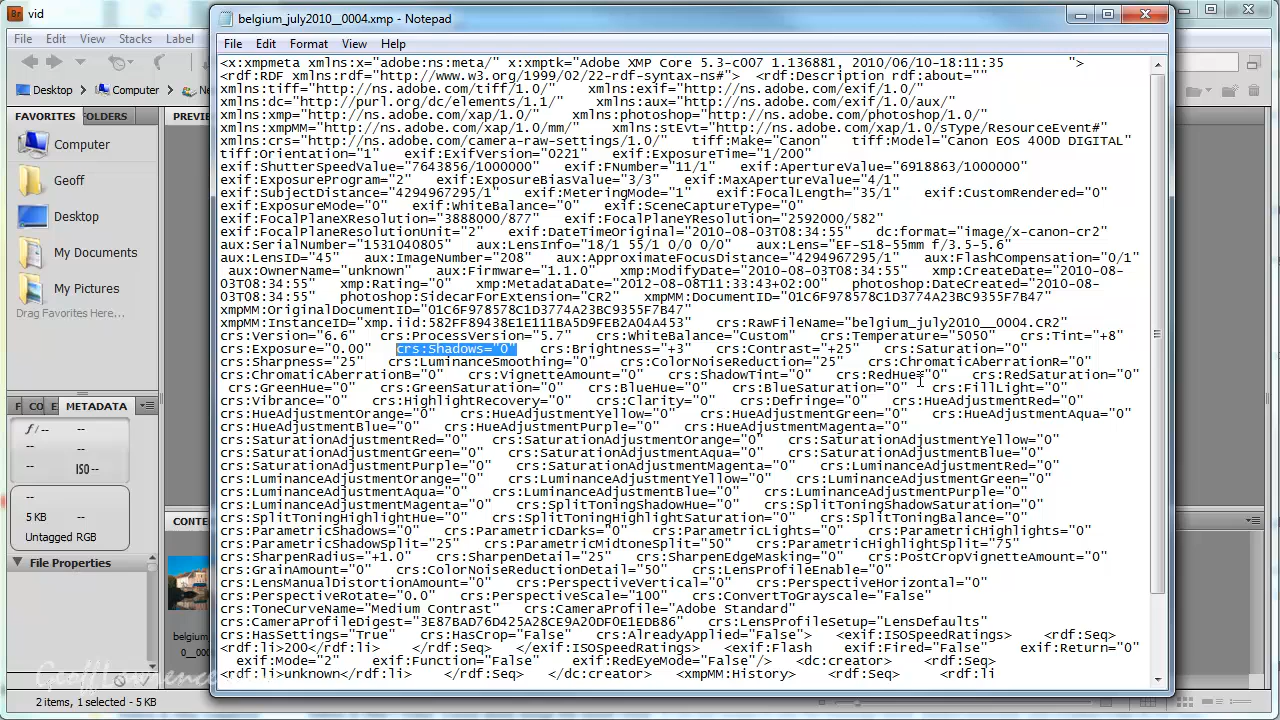 Br vid
belgium_july2010__0004.xmp - Notepad
File Edit View Stacks Label
File Edit Format View Help
Desktop Computer Ne
FAVORITES FOLDERS
PREVIEW
Computer
Geoff
Desktop
My Documents
My Pictures
Drag Favorites Here...
<x:xmpmeta xmlns:x="adobe:ns:meta/" x:xmptk="Adobe XMP Core 5.3-c007 1.136881, 2010/06/10-18:11:35 ">
<rdf:RDF xmlns:rdf="http://www.w3.org/1999/02/22-rdf-syntax-ns#"> <rdf:Description rdf:about=""
xmlns:tiff="http://ns.adobe.com/tiff/1.0/" xmlns:exif="http://ns.adobe.com/exif/1.0/"
xmlns:dc="http://purl.org/dc/elements/1.1/" xmlns:aux="http://ns.adobe.com/exif/1.0/aux/"
xmlns:xmp="http://ns.adobe.com/xap/1.0/" xmlns:photoshop="http://ns.adobe.com/photoshop/1.0/"
xmlns:xmpMM="http://ns.adobe.com/xap/1.0/mm/" xmlns:stEvt="http://ns.adobe.com/xap/1.0/sType/ResourceEvent#"
xmlns:crs="http://ns.adobe.com/camera-raw-settings/1.0/" tiff:Make="Canon" tiff:Model="Canon EOS 400D DIGITAL"
tiff:Orientation="1" exif:ExifVersion="0221" exif:ExposureTime="1/200"
exif:ShutterSpeedValue="7643856/1000000" exif:FNumber="11/1" exif:ApertureValue="6918863/1000000"
exif:ExposureProgram="2" exif:ExposureBiasValue="3/3" exif:MaxApertureValue="4/1"
exif:SubjectDistance="4294967295/1" exif:MeteringMode="1" exif:FocalLength="35/1" exif:CustomRendered="0"
exif:ExposureMode="0" exif:WhiteBalance="0" exif:SceneCaptureType="0"
exif:FocalPlaneXResolution="3888000/877" exif:FocalPlaneYResolution="2592000/582"
exif:FocalPlaneResolutionUnit="2" exif:DateTimeOriginal="2010-08-03T08:34:55" dc:format="image/x-canon-cr2"
aux:SerialNumber="1531040805" aux:LensInfo="18/1 55/1 0/0 0/0" aux:Lens="EF-S18-55mm f/3.5-5.6"
aux:LensID="45" aux:ImageNumber="208" aux:ApproximateFocusDistance="4294967295/1" aux:FlashCompensation="0/1"
aux:OwnerName="unknown" aux:Firmware="1.1.0" xmp:ModifyDate="2010-08-03T08:34:55" xmp:CreateDate="2010-08-
03T08:34:55" xmp:Rating="0" xmp:MetadataDate="2012-08-08T11:33:43+02:00" photoshop:DateCreated="2010-08-
03T08:34:55" photoshop:SidecarForExtension="CR2" xmpMM:DocumentID="01C6F978578C1D3774A23BC9355F7B47"
xmpMM:OriginalDocumentID="01C6F978578C1D3774A23BC9355F7B47"
xmpMM:InstanceID="xmp.iid:582FF89438E1E111BA5D9FEB2A04A453" crs:RawFileName="belgium_july2010__0004.CR2"
crs:Version="6.6" crs:ProcessVersion="5.7" crs:WhiteBalance="Custom" crs:Temperature="5050" crs:Tint="+8"
crs:Exposure="0.00" crs:Shadows="0" crs:Brightness="+3" crs:Contrast="+25" crs:Saturation="0"
crs:Sharpness="25" crs:LuminanceSmoothing="0" crs:ColorNoiseReduction="25" crs:ChromaticAberrationR="0"
crs:ChromaticAberrationB="0" crs:VignetteAmount="0" crs:ShadowTint="0" crs:RedHue="0" crs:RedSaturation="0"
crs:GreenHue="0" crs:GreenSaturation="0" crs:BlueHue="0" crs:BlueSaturation="0" crs:FillLight="0"
crs:Vibrance="0" crs:HighlightRecovery="0" crs:Clarity="0" crs:Defringe="0" crs:HueAdjustmentRed="0"
crs:HueAdjustmentOrange="0" crs:HueAdjustmentYellow="0" crs:HueAdjustmentGreen="0" crs:HueAdjustmentAqua="0"
crs:HueAdjustmentBlue="0" crs:HueAdjustmentPurple="0" crs:HueAdjustmentMagenta="0"
crs:SaturationAdjustmentRed="0" crs:SaturationAdjustmentOrange="0" crs:SaturationAdjustmentYellow="0"
crs:SaturationAdjustmentGreen="0" crs:SaturationAdjustmentAqua="0" crs:SaturationAdjustmentBlue="0"
crs:SaturationAdjustmentPurple="0" crs:SaturationAdjustmentMagenta="0" crs:LuminanceAdjustmentRed="0"
crs:LuminanceAdjustmentOrange="0" crs:LuminanceAdjustmentYellow="0" crs:LuminanceAdjustmentGreen="0"
crs:LuminanceAdjustmentAqua="0" crs:LuminanceAdjustmentBlue="0" crs:LuminanceAdjustmentPurple="0"
crs:LuminanceAdjustmentMagenta="0" crs:SplitToningShadowHue="0" crs:SplitToningShadowSaturation="0"
crs:SplitToningHighlightHue="0" crs:SplitToningHighlightSaturation="0" crs:SplitToningBalance="0"
crs:ParametricShadows="0" crs:ParametricDarks="0" crs:ParametricLights="0" crs:ParametricHighlights="0"
crs:ParametricShadowSplit="25" crs:ParametricMidtoneSplit="50" crs:ParametricHighlightSplit="75"
crs:SharpenRadius="+1.0" crs:SharpenDetail="25" crs:SharpenEdgeMasking="0" crs:PostCropVignetteAmount="0"
crs:GrainAmount="0" crs:ColorNoiseReductionDetail="50" crs:LensProfileEnable="0"
crs:LensManualDistortionAmount="0" crs:PerspectiveVertical="0" crs:PerspectiveHorizontal="0"
crs:PerspectiveRotate="0.0" crs:PerspectiveScale="100" crs:ConvertToGrayscale="False"
crs:ToneCurveName="Medium Contrast" crs:CameraProfile="Adobe Standard"
crs:CameraProfileDigest="3E87BAD76D425A28CE9A20DF0E1EDB86" crs:LensProfileSetup="LensDefaults"
crs:HasSettings="True" crs:HasCrop="False" crs:AlreadyApplied="False"> <exif:ISOSpeedRatings> <rdf:Seq>
<rdf:li>200</rdf:li> </rdf:Seq> </exif:ISOSpeedRatings> <exif:Flash exif:Fired="False" exif:Return="0"
exif:Mode="2" exif:Function="False" exif:RedEyeMode="False"/> <dc:creator> <rdf:Seq>
<rdf:li>unknown</rdf:li> </rdf:Seq> </dc:creator> <xmpMM:History> <rdf:Seq> <rdf:li
F CO E METADATA
f/ -- --
-- --
-- ISO--
-- --
5 KB --
Untagged RGB
File Properties
CONTE
belgium
0__000
Geoff Lawrence
2 items, 1 selected - 5 KB